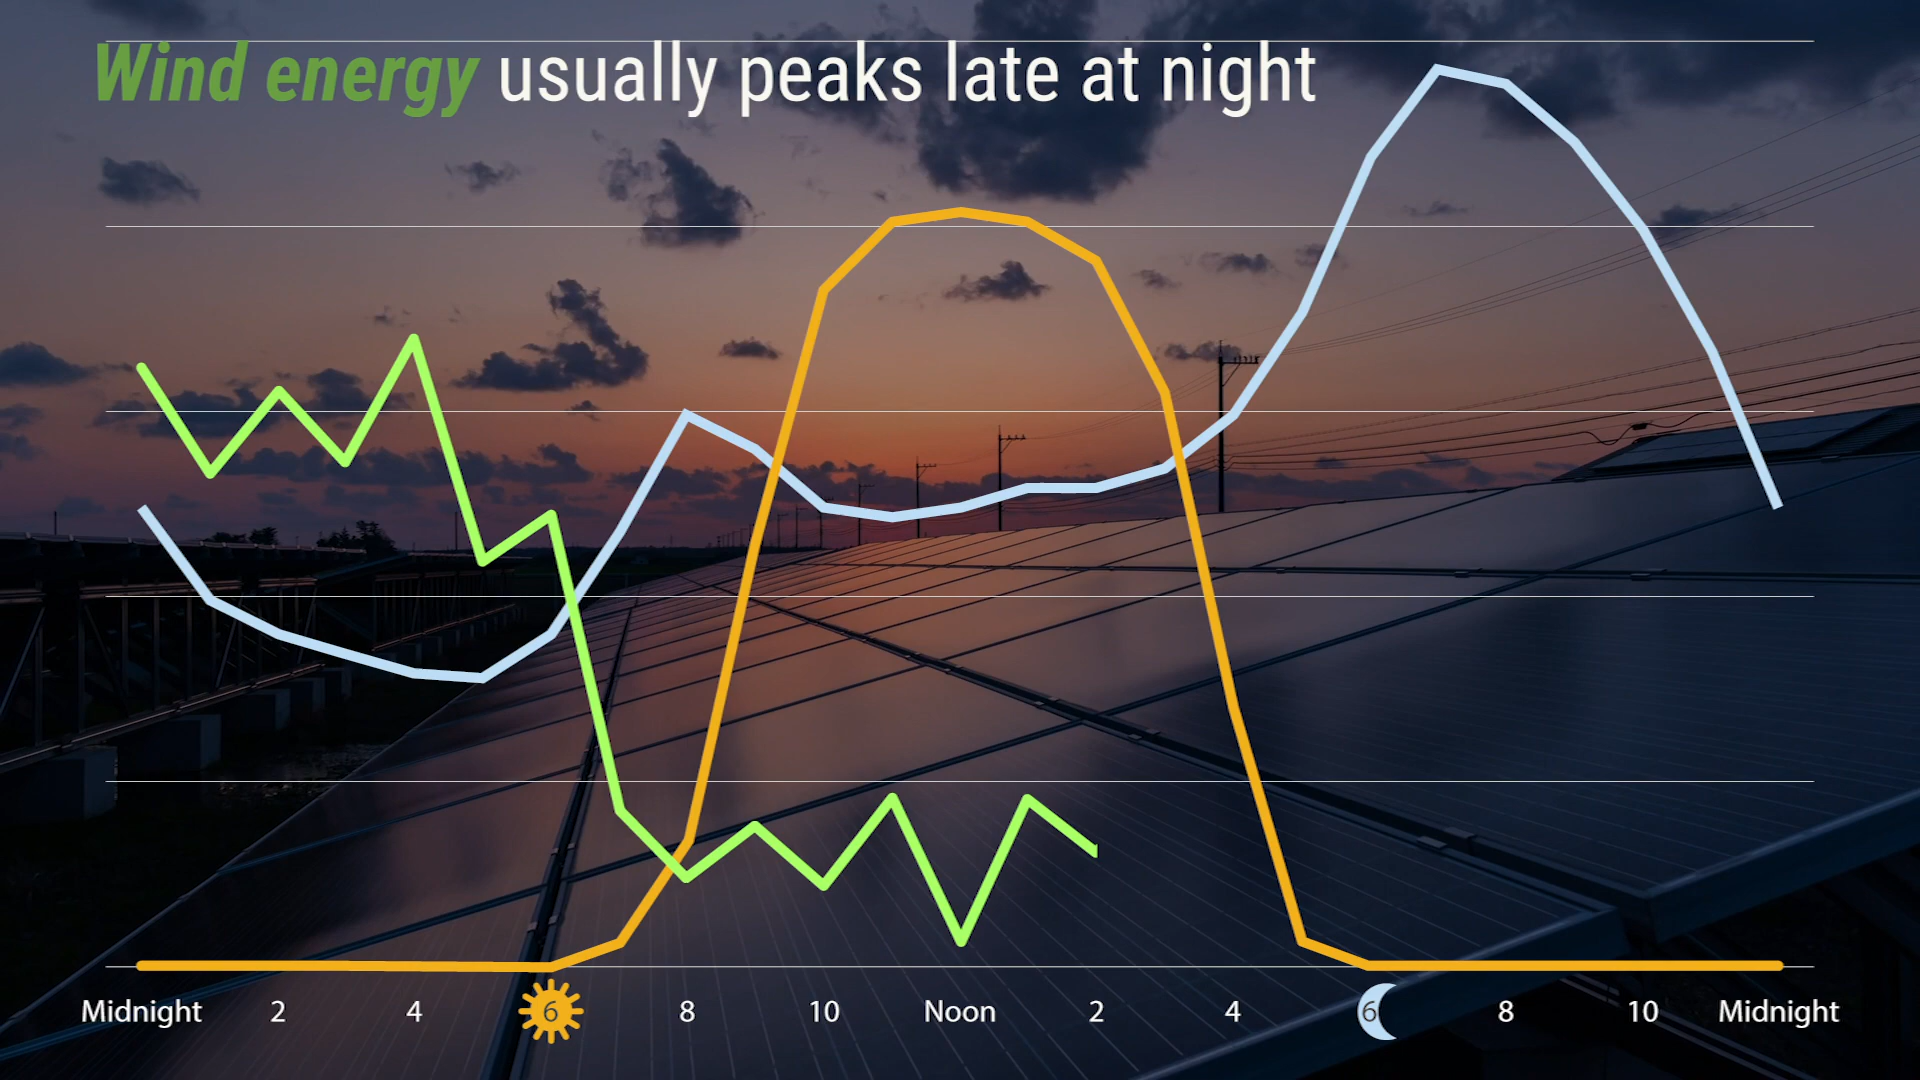 Wind energy usually peaks late at night
Midnight 2 4 6 8 10 Noon 2 4 6 8 10 Midnight